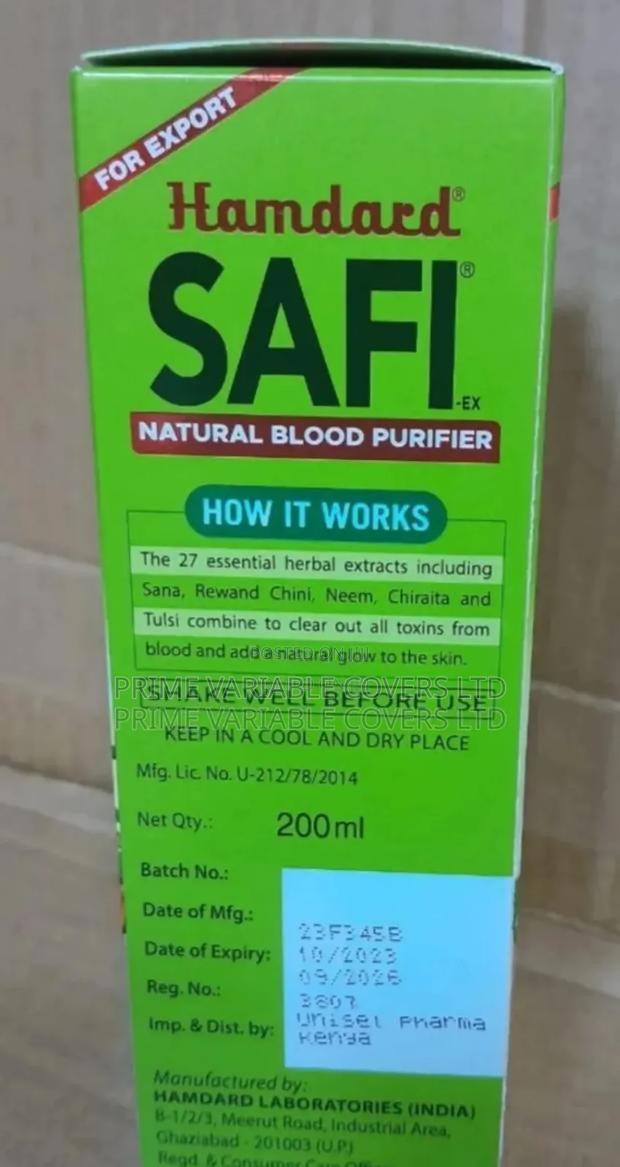 FOR EXPORT
Hamdard®
SAFI®
-EX
NATURAL BLOOD PURIFIER
HOW IT WORKS
The 27 essential herbal extracts including
Sana, Rewand Chini, Neem, Chiraita and
Tulsi combine to clear out all toxins from
blood and add a natural glow to the skin.
POSTED ON
PRIME VARIABLE COVERS LTD
SHAKE WELL BEFORE USE
PRIME VARIABLE COVERS LTD
KEEP IN A COOL AND DRY PLACE
Mfg. Lic. No. U-212/78/2014
Net Qty.: 200ml
Batch No.: 23F345B
Date of Mfg.: 10/2023
Date of Expiry: 09/2026
Reg. No.: 3807
Imp. & Dist. by: Unisel Pharma
Kenya
Manufactured by:
HAMDARD LABORATORIES (INDIA)
B-1/2/3, Meerut Road, Industrial Area,
Ghaziabad - 201003 (U.P.)
Regd. & Consumer Care